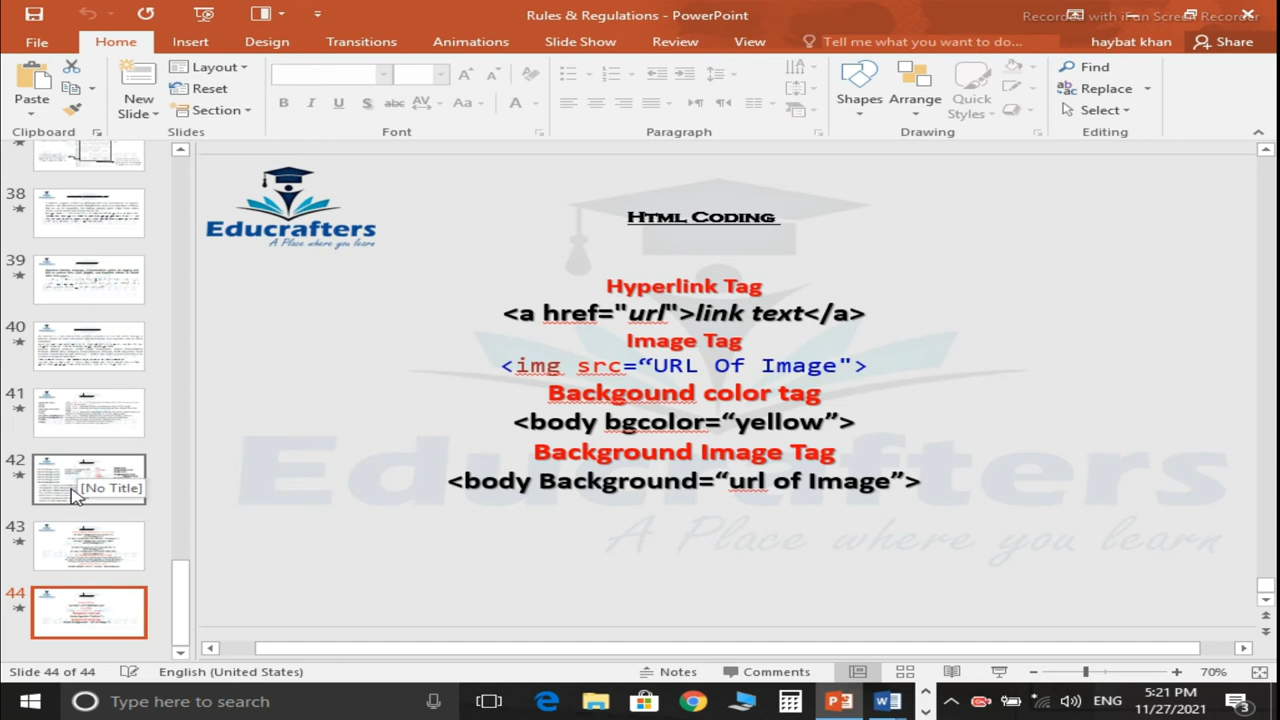 Rules & Regulations - PowerPoint
Recorded with iFun Screen Recorder
File Home Insert Design Transitions Animations Slide Show Review View Tell me what you want to do... haybat khan Share
Paste
New Slide
Layout
Reset
Section
Shapes Arrange Quick Styles
Find
Replace
Select
Clipboard Slides Font Paragraph Drawing Editing
38
39
40
41
42
[No Title]
43
44
Educrafters
A Place where you learn
Html Coding
Hyperlink Tag
<a href="url">link text</a>
Image Tag
<img src=“URL Of Image">
Backgound color tag
<body bgcolor=“yellow”>
Background Image Tag
<body Background=“url of Image”>
Educrafters
A Place where you learn
Slide 44 of 44 English (United States) Notes Comments 70%
Type here to search
ENG
5:21 PM
11/27/2021
3